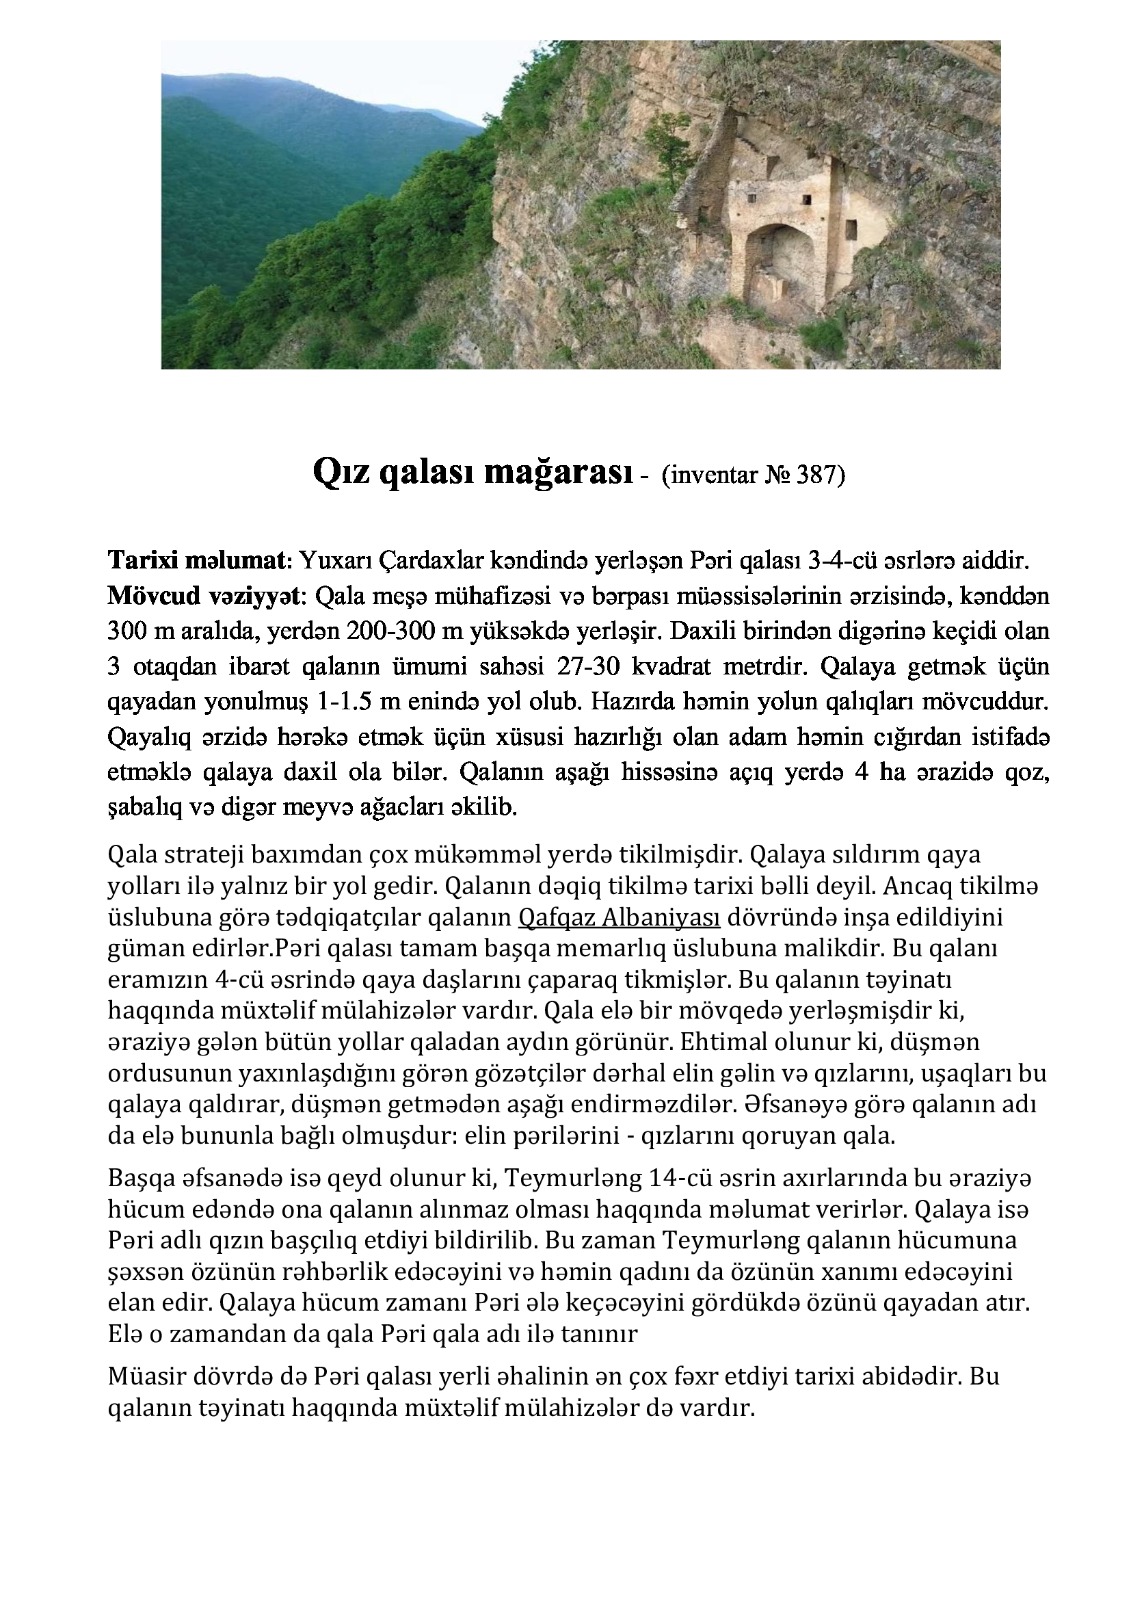 Qız qalası mağarası - (inventar № 387)
Tarixi məlumat: Yuxarı Çardaxlar kəndində yerləşən Pəri qalası 3-4-cü əsrlərə aiddir.
Mövcud vəziyyət: Qala meşə mühafizəsi və bərpası müəssisələrinin ərzisində, kənddən
300 m aralıda, yerdən 200-300 m yüksəkdə yerləşir. Daxili birindən digərinə keçidi olan
3 otaqdan ibarət qalanın ümumi sahəsi 27-30 kvadrat metrdir. Qalaya getmək üçün
qayadan yonulmuş 1-1.5 m enində yol olub. Hazırda həmin yolun qalıqları mövcuddur.
Qayalıq ərzidə hərəkə etmək üçün xüsusi hazırlığı olan adam həmin cığırdan istifadə
etməklə qalaya daxil ola bilər. Qalanın aşağı hissəsinə açıq yerdə 4 ha ərazidə qoz,
şabalıq və digər meyvə ağacları əkilib.
Qala strateji baxımdan çox mükəmməl yerdə tikilmişdir. Qalaya sıldırım qaya
yolları ilə yalnız bir yol gedir. Qalanın dəqiq tikilmə tarixi bəlli deyil. Ancaq tikilmə
üslubuna görə tədqiqatçılar qalanın Qafqaz Albaniyası dövründə inşa edildiyini
güman edirlər.Pəri qalası tamam başqa memarlıq üslubuna malikdir. Bu qalanı
eramızın 4-cü əsrində qaya daşlarını çaparaq tikmişlər. Bu qalanın təyinatı
haqqında müxtəlif mülahizələr vardır. Qala elə bir mövqedə yerləşmişdir ki,
əraziyə gələn bütün yollar qaladan aydın görünür. Ehtimal olunur ki, düşmən
ordusunun yaxınlaşdığını görən gözətçilər dərhal elin gəlin və qızlarını, uşaqları bu
qalaya qaldırar, düşmən getmədən aşağı endirməzdilər. Əfsanəyə görə qalanın adı
da elə bununla bağlı olmuşdur: elin pərilərini - qızlarını qoruyan qala.
Başqa əfsanədə isə qeyd olunur ki, Teymurləng 14-cü əsrin axırlarında bu əraziyə
hücum edəndə ona qalanın alınmaz olması haqqında məlumat verirlər. Qalaya isə
Pəri adlı qızın başçılıq etdiyi bildirilib. Bu zaman Teymurləng qalanın hücumuna
şəxsən özünün rəhbərlik edəcəyini və həmin qadını da özünün xanımı edəcəyini
elan edir. Qalaya hücum zamanı Pəri ələ keçəcəyini gördükdə özünü qayadan atır.
Elə o zamandan da qala Pəri qala adı ilə tanınır
Müasir dövrdə də Pəri qalası yerli əhalinin ən çox fəxr etdiyi tarixi abidədir. Bu
qalanın təyinatı haqqında müxtəlif mülahizələr də vardır.